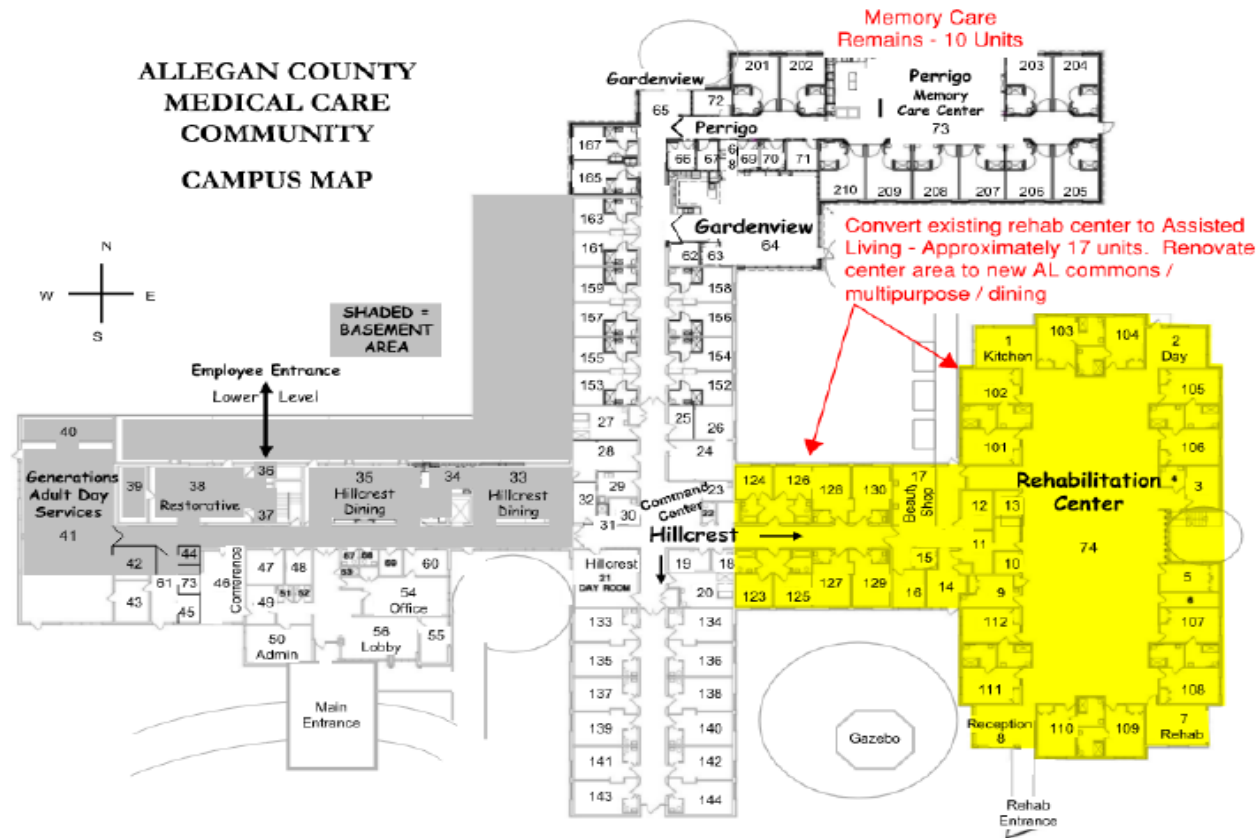 ALLEGAN COUNTY
MEDICAL CARE
COMMUNITY
CAMPUS MAP
N
W E
S
SHADED =
BASEMENT
AREA
Employee Entrance
Lower Level
Memory Care
Remains - 10 Units
Gardenview
65
72
201 202
Perrigo
Memory
Care Center
73
203 204
Perrigo
66 67 68 69 70 71
210 209 208 207 206 205
167
165
163
161
159
157
155
153
Gardenview
64
62 63
158
156
154
152
Convert existing rehab center to Assisted
Living - Approximately 17 units. Renovate
center area to new AL commons /
multipurpose / dining
27
25
26
28
24
29
32
30
31
23
22
Command
Center
Hillcrest
40
Generations
Adult Day
Services
41
39
38
Restorative
36
37
35
Hillcrest
Dining
34
33
Hillcrest
Dining
42
44
43
61
73
45
46
Conference
47 48
49
51 52
57 58
53
59
60
54
Office
50
Admin
56
Lobby
55
Main
Entrance
Hillcrest
21
DAY ROOM
19 18
20
133 134
135 136
137 138
139 140
141 142
143 144
124 126 128 130
123 125 127 129
17
Beauty
Shop
15
16 14
12 13
11
10
9
1
Kitchen
103 104
2
Day
102 105
101 106
4
3
Rehabilitation
Center
74
5
6
112 107
111 108
Reception
8
110 109
7
Rehab
Gazebo
Rehab
Entrance